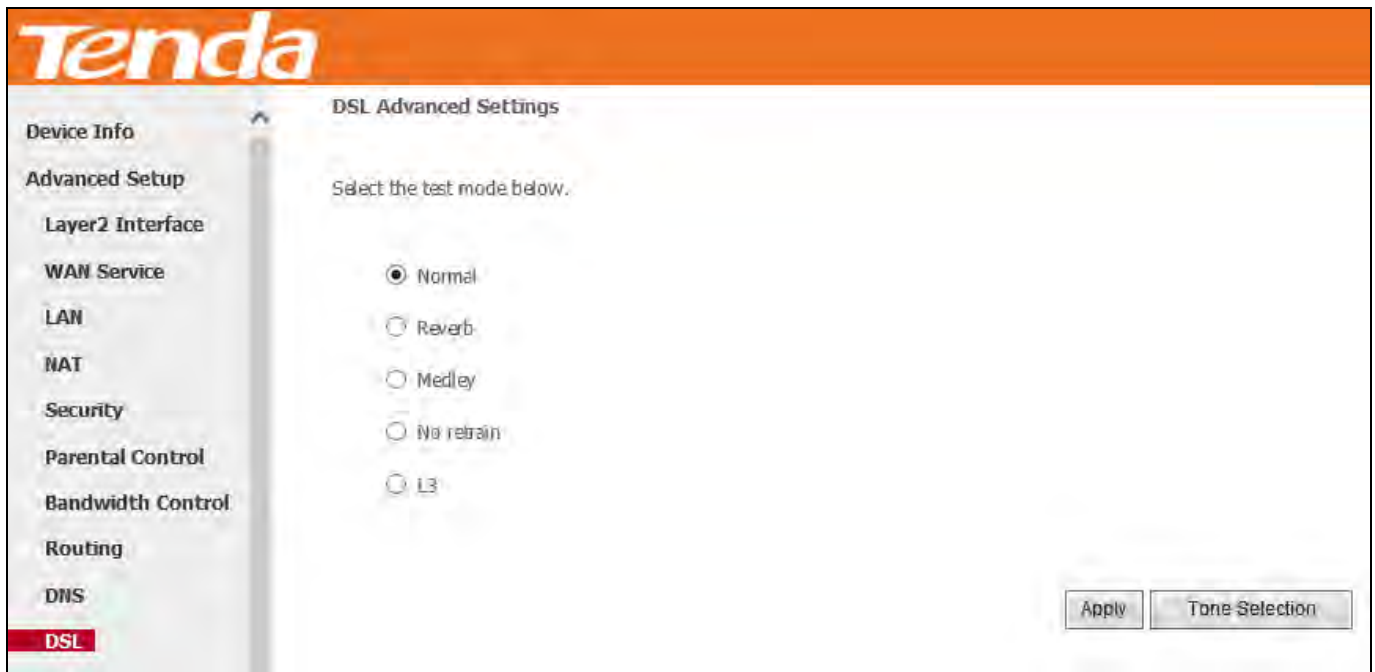 Tenda
Device Info
Advanced Setup
Layer2 Interface
WAN Service
LAN
NAT
Security
Parental Control
Bandwidth Control
Routing
DNS
DSL
DSL Advanced Settings
Select the test mode below.
Normal
Reverb
Medley
No retrain
L3
Apply
Tone Selection